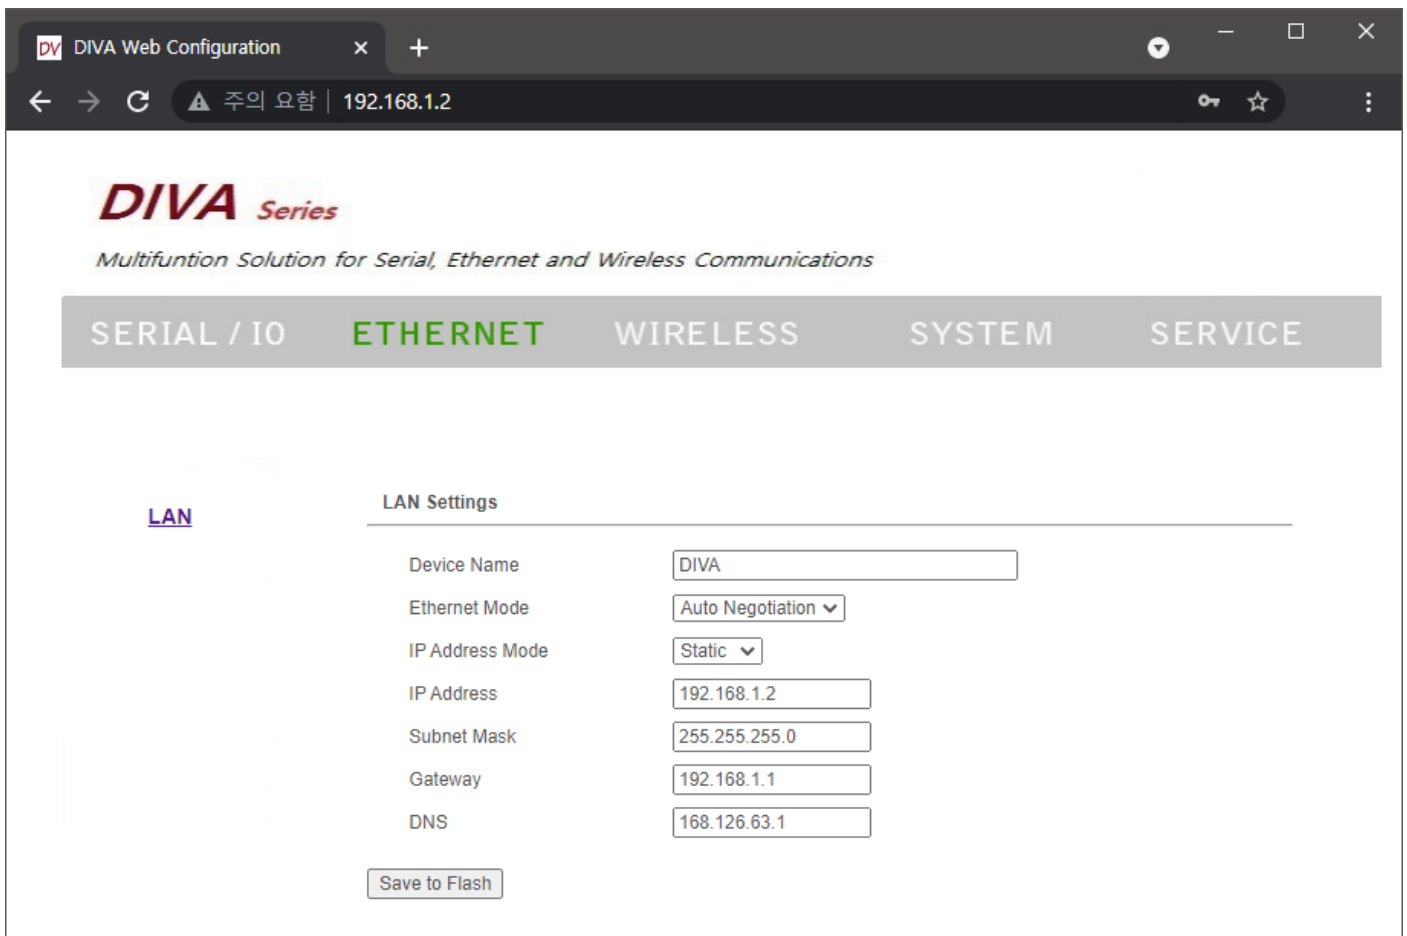 DV DIVA Web Configuration
주의 요함 | 192.168.1.2
DIVA Series
Multifuntion Solution for Serial, Ethernet and Wireless Communications
SERIAL / IO ETHERNET WIRELESS SYSTEM SERVICE
LAN
LAN Settings
Device Name DIVA
Ethernet Mode Auto Negotiation
IP Address Mode Static
IP Address 192.168.1.2
Subnet Mask 255.255.255.0
Gateway 192.168.1.1
DNS 168.126.63.1
Save to Flash